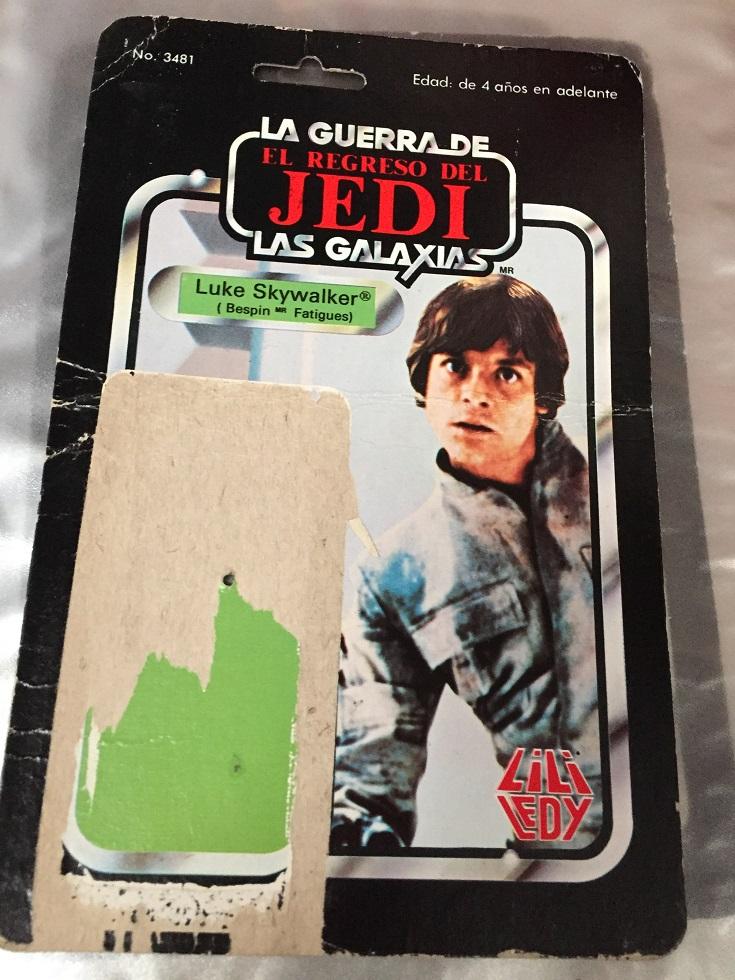 No. 3481
Edad: de 4 años en adelante
LA GUERRA DE
EL REGRESO DEL
JEDI
LAS GALAXIAS MR
Luke Skywalker®
( Bespin MR Fatigues)
LiLi
LEDY